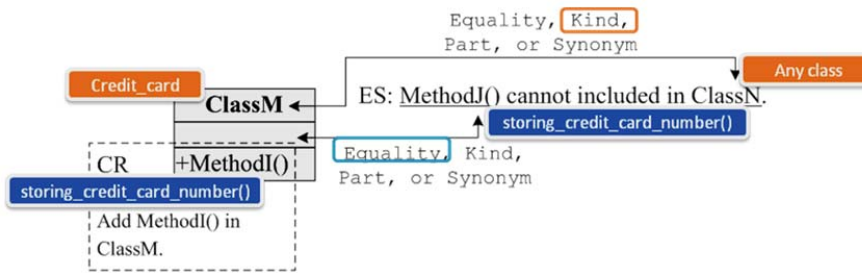 Equality, Kind,
Part, or Synonym
Any class
Credit_card
ClassM
ES: MethodJ() cannot included in ClassN.
storing_credit_card_number()
Equality, Kind,
Part, or Synonym
CR
+MethodI()
storing_credit_card_number()
Add MethodI() in
ClassM.